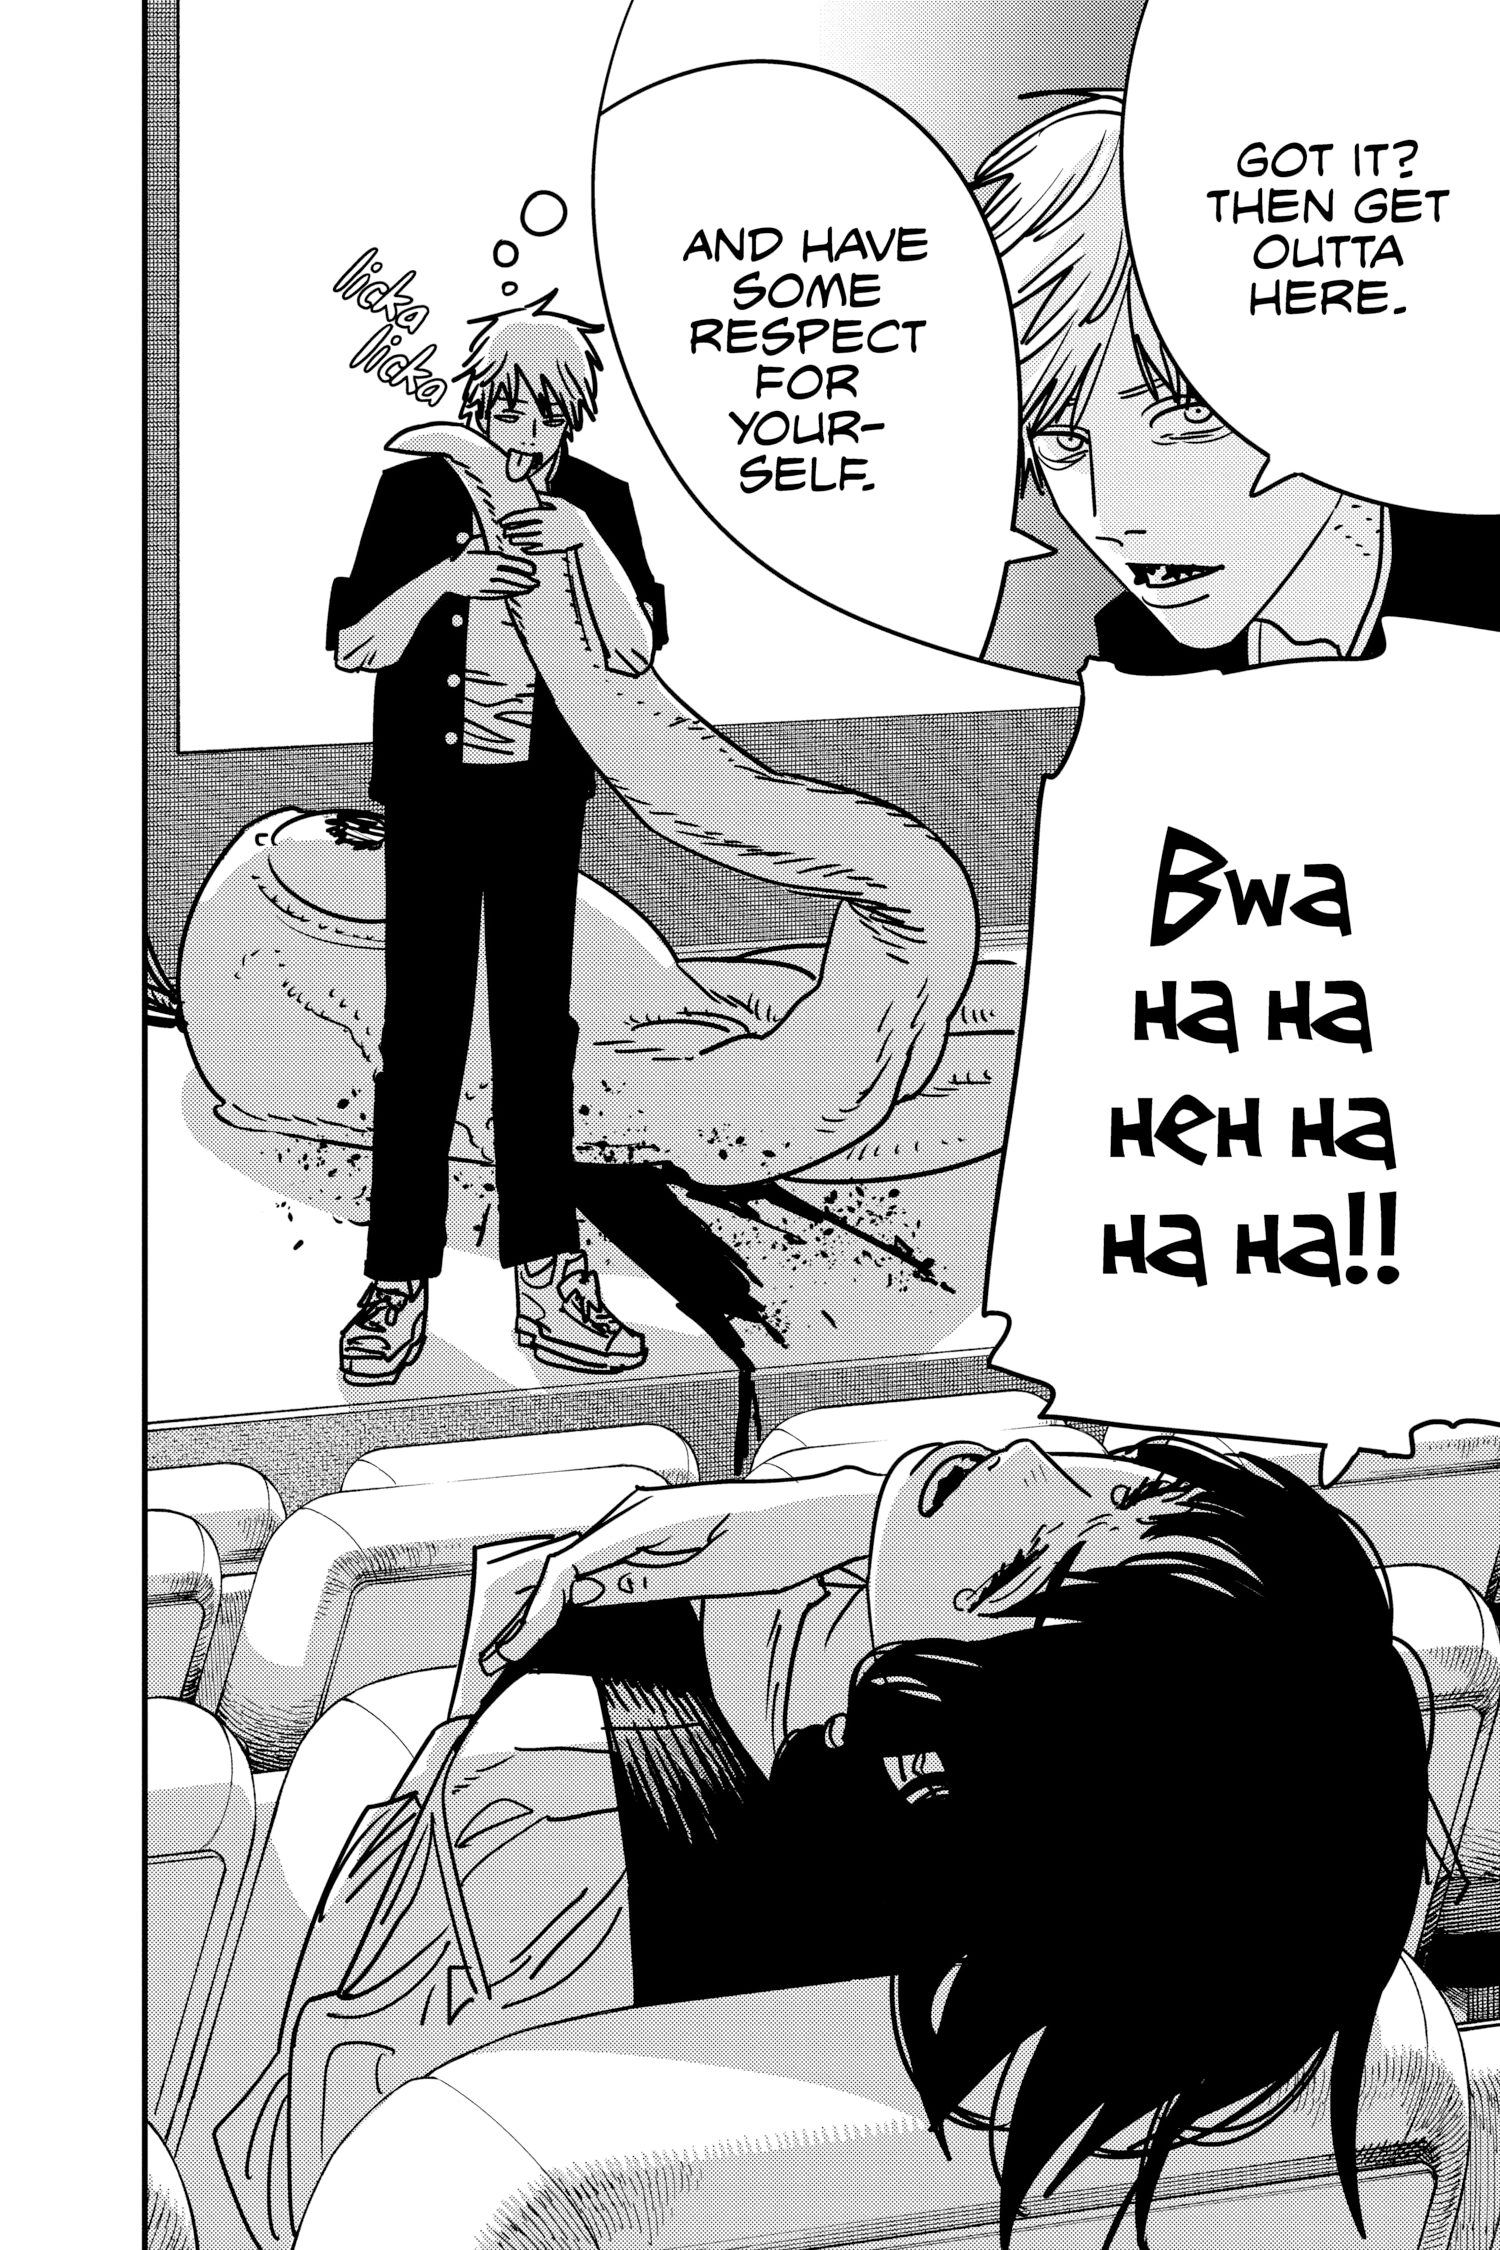 GOT IT?
THEN GET
OUTTA
HERE.
AND HAVE
SOME
RESPECT
FOR
YOUR-
SELF.
licka
licka
Bwa
ha ha
heh ha
ha ha!!